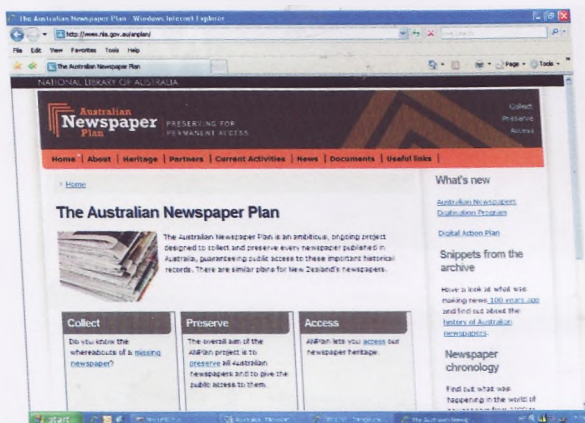 The Australian Newspaper Plan - Windows Internet Explorer
http://www.nla.gov.au/anplan/
File Edit View Favorites Tools Help
The Australian Newspaper Plan
Page Tools
NATIONAL LIBRARY OF AUSTRALIA
Australian
Newspaper
Plan
PRESERVING FOR
PERMANENT ACCESS
Collect
Preserve
Access
Home | About | Heritage | Partners | Current Activities | News | Documents | Useful links |
Home
The Australian Newspaper Plan
The Australian Newspaper Plan is an ambitious, ongoing project
designed to collect and preserve every newspaper published in
Australia, guaranteeing public access to these important historical
records. There are similar plans for New Zealand's newspapers.
Collect
Do you know the
whereabouts of a missing
newspaper?
Preserve
The overall aim of the
ANPlan project is to
preserve all Australian
newspapers and to give the
public access to them.
Access
ANPlan lets you access our
newspaper heritage.
What's new
Australian Newspapers
Digitisation Program
Digital Action Plan
Snippets from the
archive
Have a look at what was
making news 100 years ago
and find out about the
history of Australian
newspapers.
Newspaper
chronology
Find out what was
happening in the world of
start